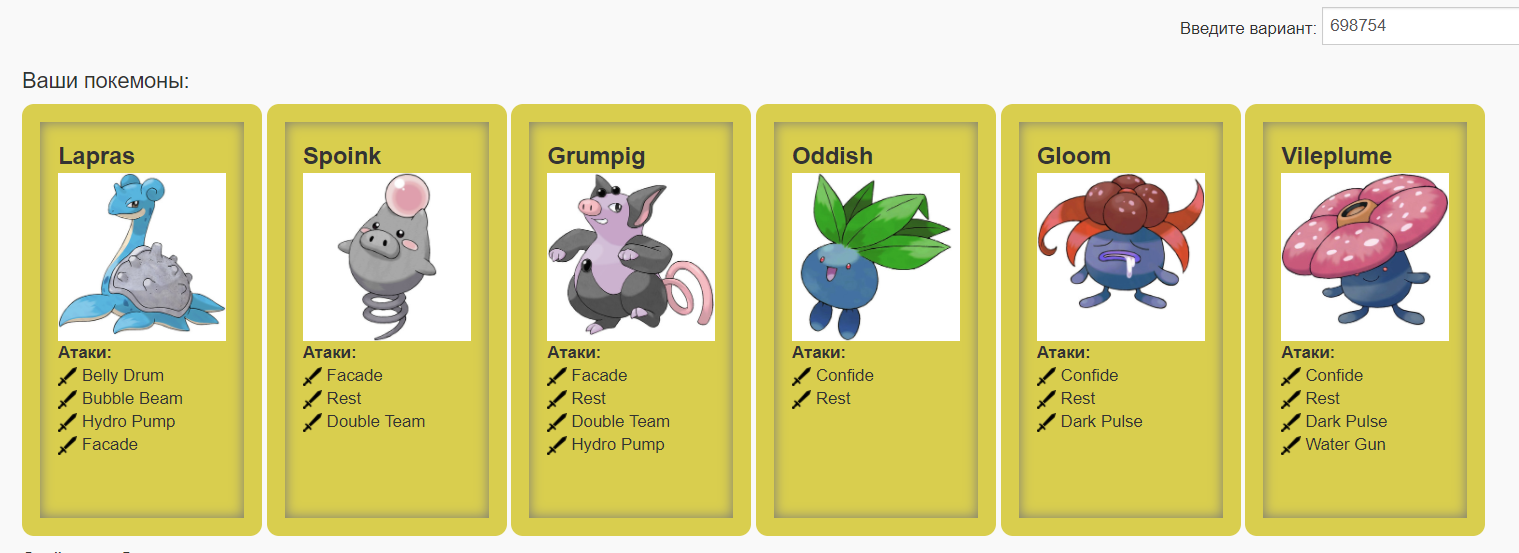 Введите вариант: 698754
Ваши покемоны:
Lapras
Атаки:
Belly Drum
Bubble Beam
Hydro Pump
Facade
Spoink
Атаки:
Facade
Rest
Double Team
Grumpig
Атаки:
Facade
Rest
Double Team
Hydro Pump
Oddish
Атаки:
Confide
Rest
Gloom
Атаки:
Confide
Rest
Dark Pulse
Vileplume
Атаки:
Confide
Rest
Dark Pulse
Water Gun